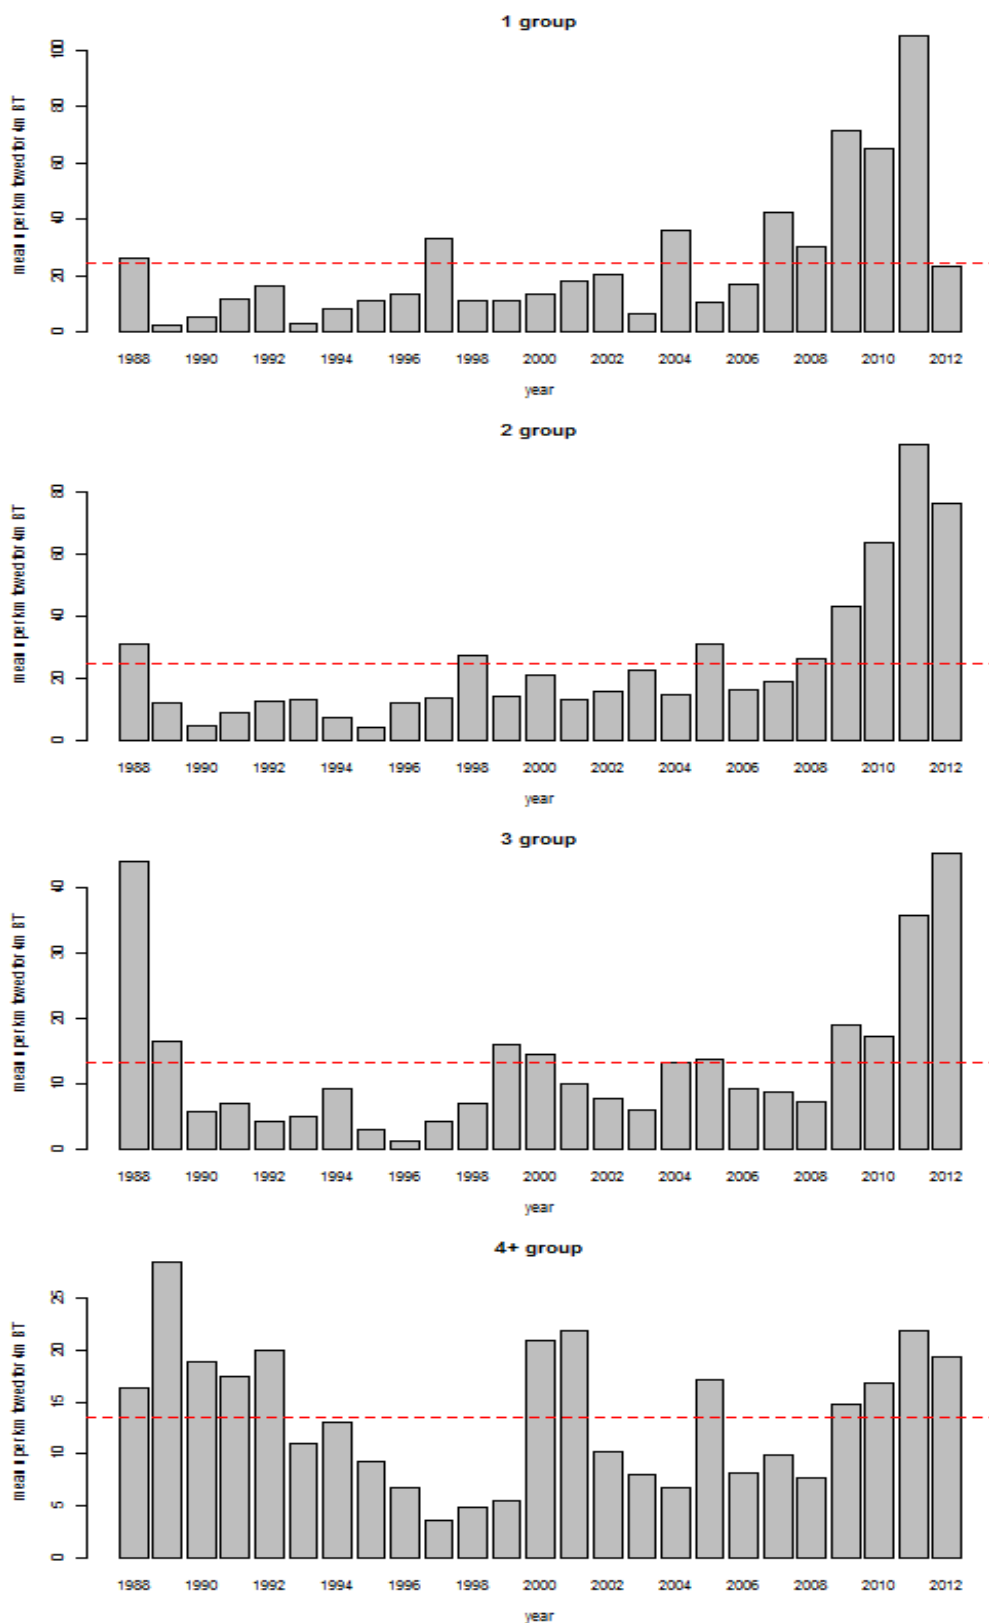 1 group
mean n per km towed for 4m BT
0 20 40 60 80 100
1988 1990 1992 1994 1996 1998 2000 2002 2004 2006 2008 2010 2012
year
2 group
mean n per km towed for 4m BT
0 20 40 60 80
1988 1990 1992 1994 1996 1998 2000 2002 2004 2006 2008 2010 2012
year
3 group
mean n per km towed for 4m BT
0 10 20 30 40
1988 1990 1992 1994 1996 1998 2000 2002 2004 2006 2008 2010 2012
year
4+ group
mean n per km towed for 4m BT
0 5 10 15 20 25
1988 1990 1992 1994 1996 1998 2000 2002 2004 2006 2008 2010 2012
year